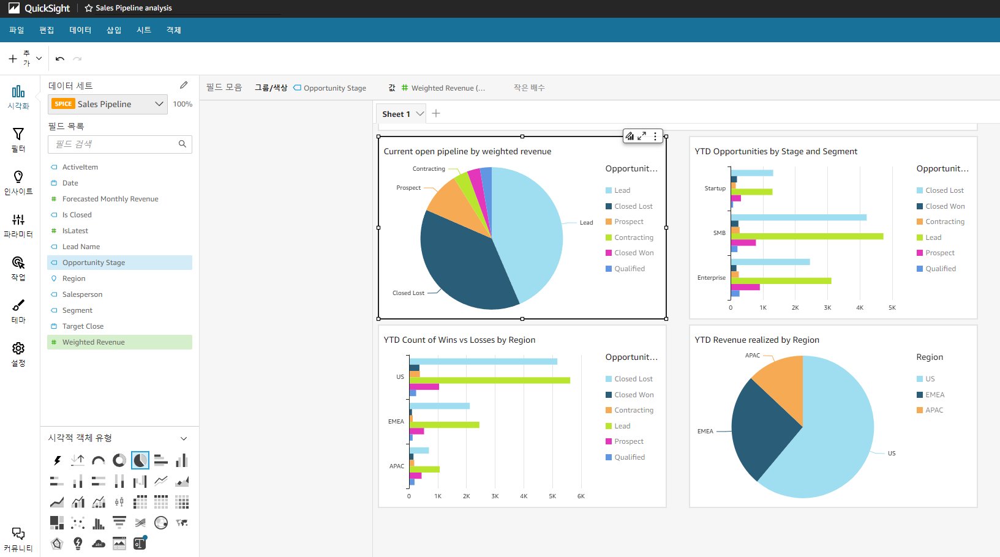 QuickSight
Sales Pipeline analysis
파일 편집 데이터 삽입 시트 객체
추가
시각화
필터
인사이트
파라미터
작업
테마
설정
커뮤니티
데이터 세트
SPICE Sales Pipeline 100%
필드 목록
필드 검색
ActiveItem
Date
Forecasted Monthly Revenue
Is Closed
IsLatest
Lead Name
Opportunity Stage
Region
Salesperson
Segment
Target Close
Weighted Revenue
시각적 객체 유형
abc
T
필드 모음 그룹/색상 Opportunity Stage 값 Weighted Revenue (... 작은 배수
Sheet 1
Current open pipeline by weighted revenue
Contracting
Prospect
Lead
Closed Lost
Opportunit...
Lead
Closed Lost
Prospect
Contracting
Closed Won
Qualified
YTD Opportunities by Stage and Segment
Startup
SMB
Enterprise
0 1K 2K 3K 4K 5K
Opportunit...
Closed Lost
Closed Won
Contracting
Lead
Prospect
Qualified
YTD Count of Wins vs Losses by Region
US
EMEA
APAC
0 1K 2K 3K 4K 5K 6K
Opportunit...
Closed Lost
Closed Won
Contracting
Lead
Prospect
Qualified
YTD Revenue realized by Region
APAC
EMEA
US
Region
US
EMEA
APAC